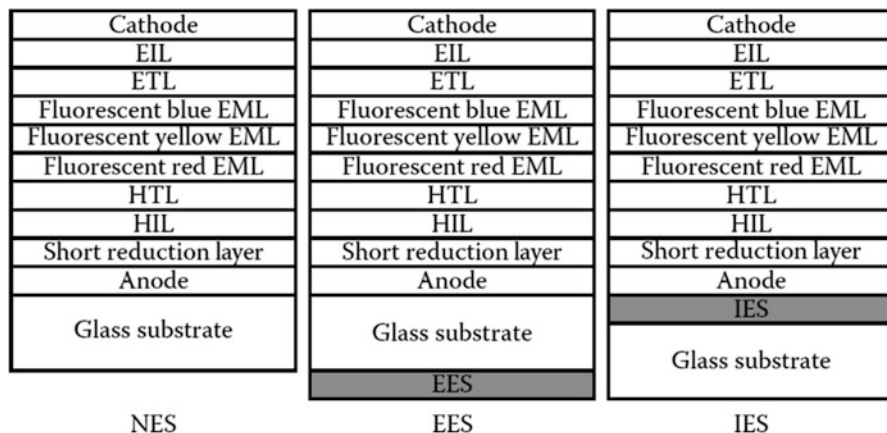 Cathode
EIL
ETL
Fluorescent blue EML
Fluorescent yellow EML
Fluorescent red EML
HTL
HIL
Short reduction layer
Anode
Glass substrate
NES
Cathode
EIL
ETL
Fluorescent blue EML
Fluorescent yellow EML
Fluorescent red EML
HTL
HIL
Short reduction layer
Anode
Glass substrate
EES
EES
Cathode
EIL
ETL
Fluorescent blue EML
Fluorescent yellow EML
Fluorescent red EML
HTL
HIL
Short reduction layer
Anode
IES
Glass substrate
IES